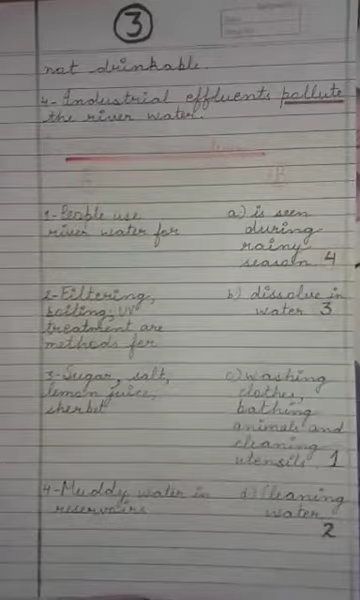 3
not drinkable.
4-Industrial effluents pollute
the river water.
1-People use
river water for
a) is seen
during
rainy
season 4
2-Filtering,
boiling, UV
treatment are
methods for
b) dissolve in
water 3
3-Sugar, salt,
lemon juice,
sherbet
c) Washing
clothes,
bathing
animals and
cleaning
utensils 1
4-Muddy water in
reservoirs
d) Cleaning
water
2